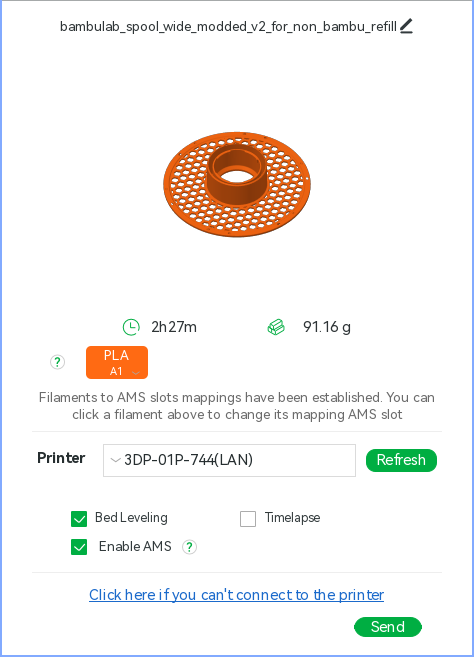 bambulab_spool_wide_modded_v2_for_non_bambu_refill
2h27m 91.16 g
? PLA
A1
Filaments to AMS slots mappings have been established. You can
click a filament above to change its mapping AMS slot
Printer 3DP-01P-744(LAN) Refresh
Bed Leveling Timelapse
Enable AMS ?
Click here if you can't connect to the printer
Send